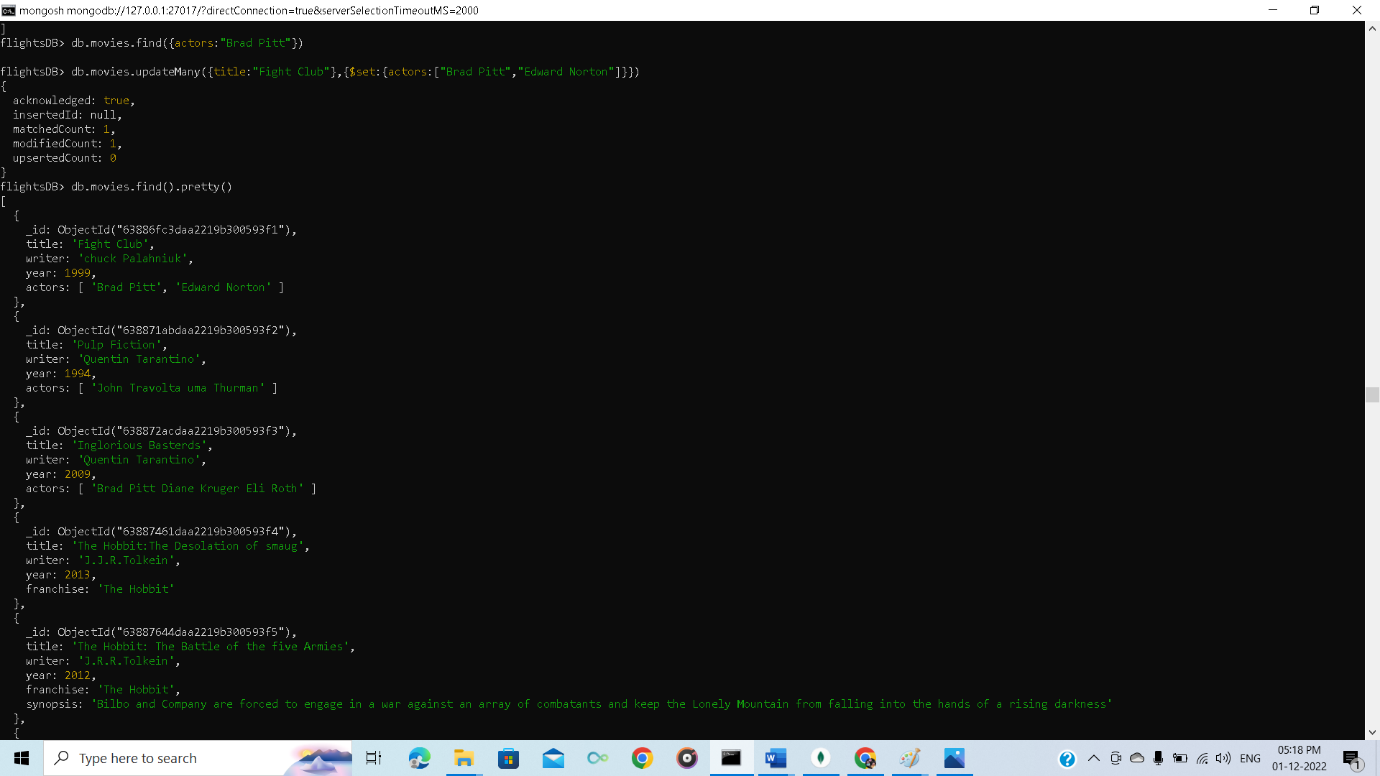 mongosh mongodb://127.0.0.1:27017/?directConnection=true&serverSelectionTimeoutMS=2000
]
flightsDB> db.movies.find({actors:"Brad Pitt"})
flightsDB> db.movies.updateMany({title:"Fight Club"},{$set:{actors:["Brad Pitt","Edward Norton"]}})
{
acknowledged: true,
insertedId: null,
matchedCount: 1,
modifiedCount: 1,
upsertedCount: 0
}
flightsDB> db.movies.find().pretty()
[
{
_id: ObjectId("63886fc3daa2219b300593f1"),
title: 'Fight Club',
writer: 'chuck Palahniuk',
year: 1999,
actors: [ 'Brad Pitt', 'Edward Norton' ]
},
{
_id: ObjectId("638871abdaa2219b300593f2"),
title: 'Pulp Fiction',
writer: 'Quentin Tarantino',
year: 1994,
actors: [ 'John Travolta uma Thurman' ]
},
{
_id: ObjectId("638872acdaa2219b300593f3"),
title: 'Inglorious Basterds',
writer: 'Quentin Tarantino',
year: 2009,
actors: [ 'Brad Pitt Diane Kruger Eli Roth' ]
},
{
_id: ObjectId("63887461daa2219b300593f4"),
title: 'The Hobbit:The Desolation of smaug',
writer: 'J.J.R.Tolkein',
year: 2013,
franchise: 'The Hobbit'
},
{
_id: ObjectId("63887644daa2219b300593f5"),
title: 'The Hobbit: The Battle of the five Armies',
writer: 'J.R.R.Tolkein',
year: 2012,
franchise: 'The Hobbit',
synopsis: 'Bilbo and Company are forced to engage in a war against an array of combatants and keep the Lonely Mountain from falling into the hands of a rising darkness'
},
{
Type here to search
ENG
05:18 PM
01-12-2022
1